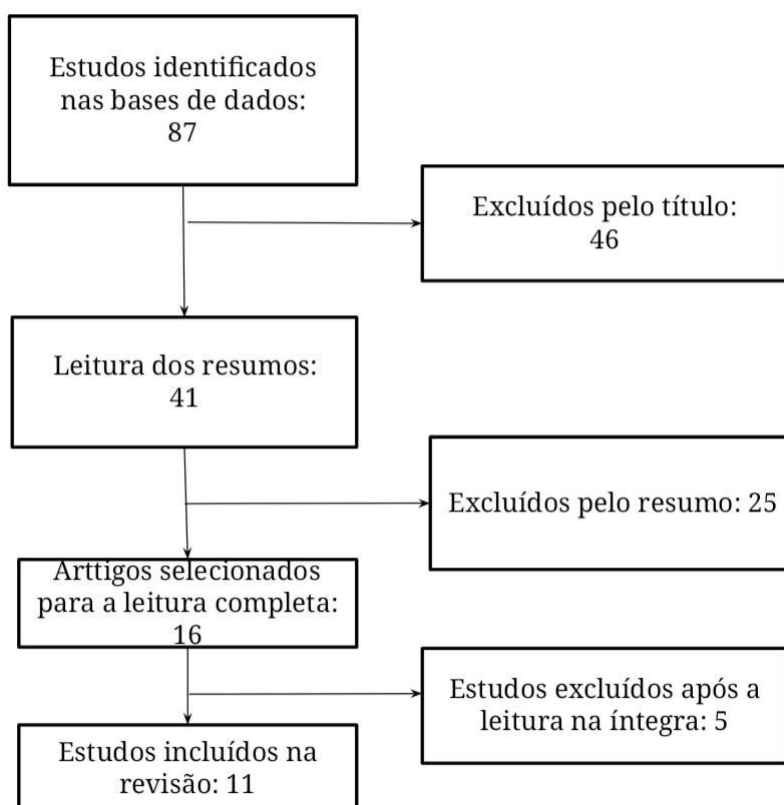 Estudos identificados
nas bases de dados:
87
Excluídos pelo título:
46
Leitura dos resumos:
41
Excluídos pelo resumo: 25
Arttigos selecionados
para a leitura completa:
16
Estudos excluídos após a
leitura na íntegra: 5
Estudos incluídos na
revisão: 11